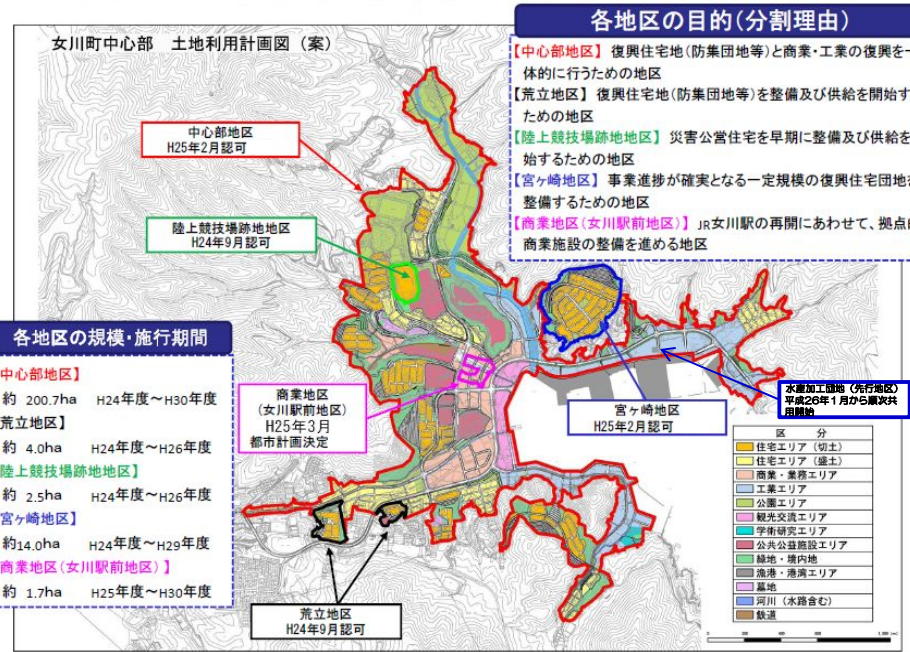 女川町中心部　土地利用計画図（案）
各地区の目的(分割理由)
【中心部地区】 復興住宅地(防集団地等)と商業・工業の復興を一
体的に行うための地区
【荒立地区】 復興住宅地(防集団地等)を整備及び供給を開始す
ための地区
【陸上競技場跡地地区】 災害公営住宅を早期に整備及び供給を
始するための地区
【宮ヶ崎地区】 事業進捗が確実となる一定規模の復興住宅団地を
整備するための地区
【商業地区(女川駅前地区)】 JR女川駅の再開にあわせて、拠点的
商業施設の整備を進める地区
中心部地区
H25年2月認可
陸上競技場跡地地区
H24年9月認可
各地区の規模・施行期間
中心部地区】
約 200.7ha H24年度～H30年度
荒立地区】
約 4.0ha H24年度～H26年度
陸上競技場跡地地区】
約 2.5ha H24年度～H26年度
宮ヶ崎地区】
約14.0ha H24年度～H29年度
商業地区(女川駅前地区) 】
約 1.7ha H25年度～H30年度
商業地区
(女川駅前地区)
H25年3月
都市計画決定
宮ヶ崎地区
H25年2月認可
水産加工団地（先行地区）
平成26年1月から順次共
用開始
荒立地区
H24年9月認可
区　分
住宅エリア（切土）
住宅エリア（盛土）
商業・業務エリア
工業エリア
公園エリア
観光交流エリア
学術研究エリア
公共公益施設エリア
緑地・境内地
漁港・港湾エリア
墓地
河川（水路含む）
鉄道